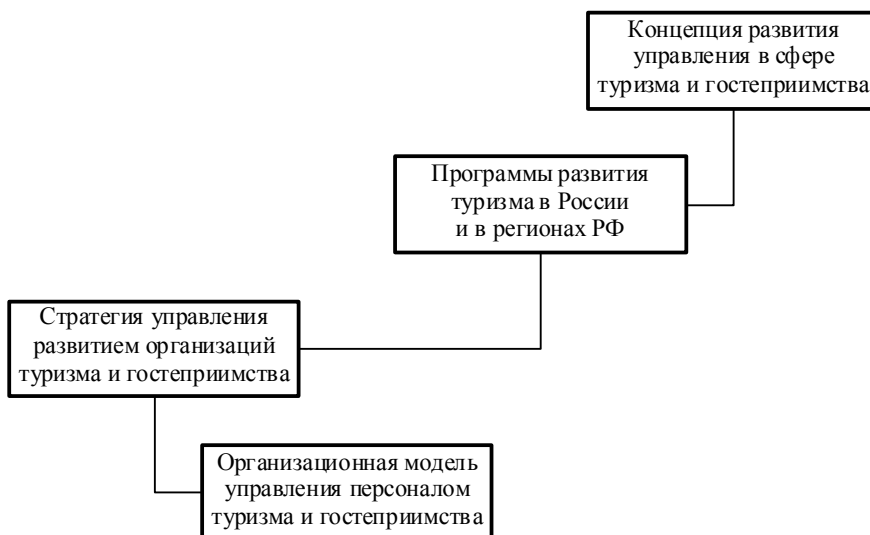 Концепция развития
управления в сфере
туризма и гостеприимства
Программы развития
туризма в России
и в регионах РФ
Стратегия управления
развитием организаций
туризма и гостеприимства
Организационная модель
управления персоналом
туризма и гостеприимства